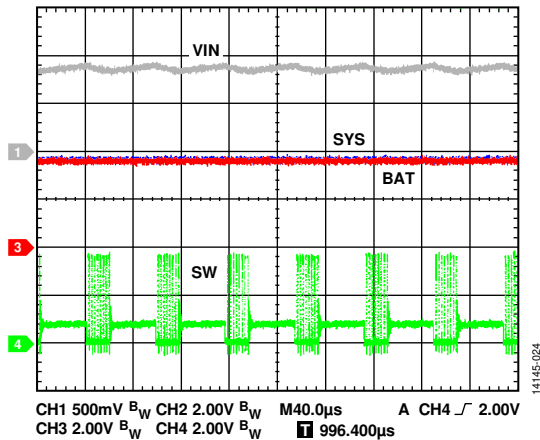 VIN
1
SYS
BAT
3
SW
4
CH1 500mV BW CH2 2.00V BW M40.0µs A CH4 2.00V
CH3 2.00V BW CH4 2.00V BW T 996.400µs
14145-024